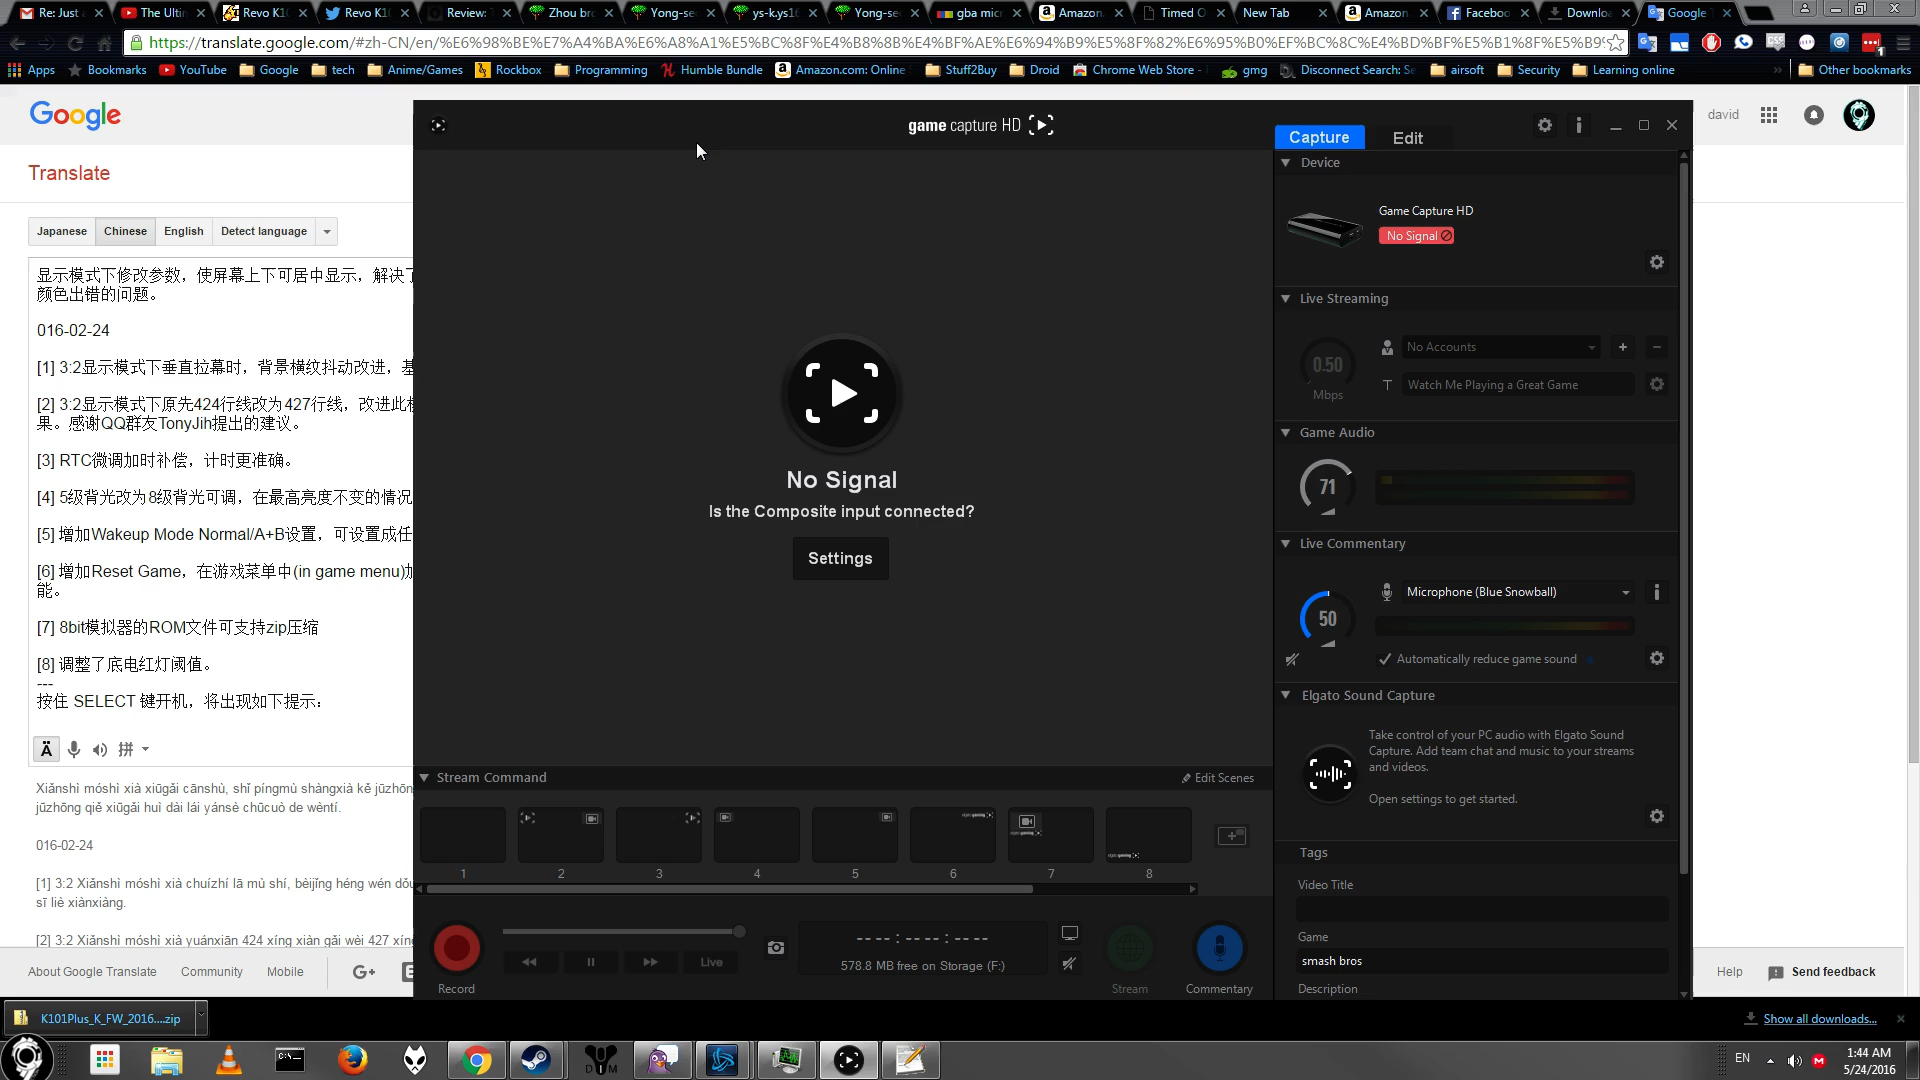 Re: Just a
The Ultin
Revo K10
Revo K1
Review:
Zhou bro
Yong-se
ys-k.ys16
Yong-se
gba micr
Amazon.
Timed O
New Tab
Amazon
Faceboo
Downloa
Google T
Apps
Bookmarks
YouTube
Google
tech
Anime/Games
Rockbox
Programming
Humble Bundle
Amazon.com: Online
Stuff2Buy
Droid
Chrome Web Store -
gmg
Disconnect Search: Se
airsoft
Security
Learning online
Other bookmarks
Google
david
Translate
Japanese
Chinese
English
Detect language
显示模式下修改参数，使屏幕上下可居中显示，解决了
颜色出错的问题。
016-02-24
[1] 3:2显示模式下垂直拉幕时，背景横纹抖动改进，基
[2] 3:2显示模式下原先424行线改为427行线，改进此模
果。感谢QQ群友TonyJih提出的建议。
[3] RTC微调加时补偿，计时更准确。
[4] 5级背光改为8级背光可调，在最高亮度不变的情况
[5] 增加Wakeup Mode Normal/A+B设置，可设置成任
[6] 增加Reset Game，在游戏菜单中(in game menu)加
能。
[7] 8bit模拟器的ROM文件可支持zip压缩
[8] 调整了底电红灯阈值。
---
按住 SELECT 键开机，将出现如下提示：
Ä
拼
Xiǎnshì móshì xià xiūgǎi cānshù, shǐ píngmù shàngxià kě jūzhōn
jūzhōng qiě xiūgǎi huì dài lái yánsè chūcuò de wèntí.
016-02-24
[1] 3:2 Xiǎnshì móshì xià chuízhí lā mù shí, bèijǐng héng wén dǒu
sī liè xiànxiàng.
[2] 3:2 Xiǎnshì móshì xià yuánxiān 424 xíng xiàn gǎi wèi 427 xíng
About Google Translate
Community
Mobile
G+
Help
Send feedback
game capture HD
Capture
Edit
No Signal
Is the Composite input connected?
Settings
Device
Game Capture HD
No Signal
Live Streaming
0.50
Mbps
No Accounts
Watch Me Playing a Great Game
Game Audio
71
Live Commentary
50
Microphone (Blue Snowball)
Automatically reduce game sound
Elgato Sound Capture
Take control of your PC audio with Elgato Sound
Capture. Add team chat and music to your streams
and videos.
Open settings to get started.
Tags
Video Title
Game
smash bros
Description
Stream Command
Edit Scenes
1
2
3
4
5
6
7
8
Live
-- -- : -- -- : -- --
578.8 MB free on Storage (F:)
Record
Stream
Commentary
K101Plus_K_FW_2016....zip
Show all downloads...
EN
1:44 AM
5/24/2016